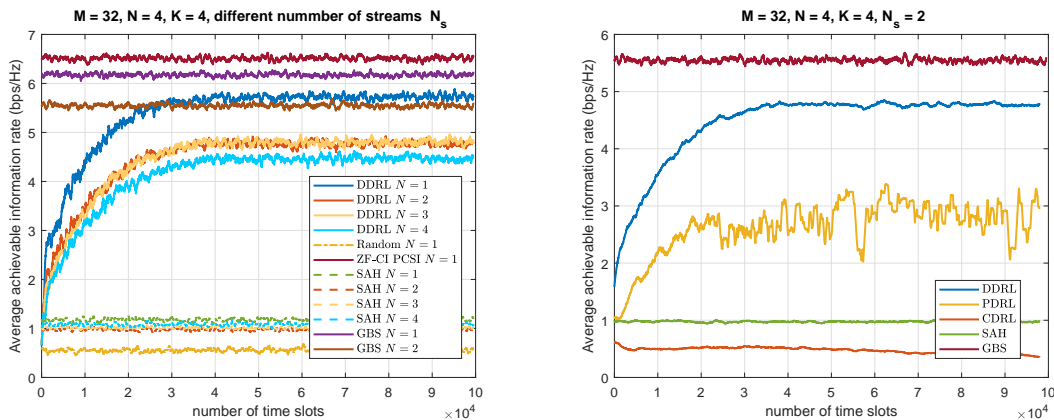 M = 32, N = 4, K = 4, different nummber of streams N_s
7
6
5
4
3
2
1
0
Average achievable information rate (bps/Hz)
DDRL N = 1
DDRL N = 2
DDRL N = 3
DDRL N = 4
Random N = 1
ZF-CI PCSI N = 1
SAH N = 1
SAH N = 2
SAH N = 3
SAH N = 4
GBS N = 1
GBS N = 2
0 1 2 3 4 5 6 7 8 9 10
number of time slots
×10^4
M = 32, N = 4, K = 4, N_s = 2
6
5
4
3
2
1
0
Average achievable information rate (bps/Hz)
DDRL
PDRL
CDRL
SAH
GBS
0 1 2 3 4 5 6 7 8 9 10
number of time slots
×10^4